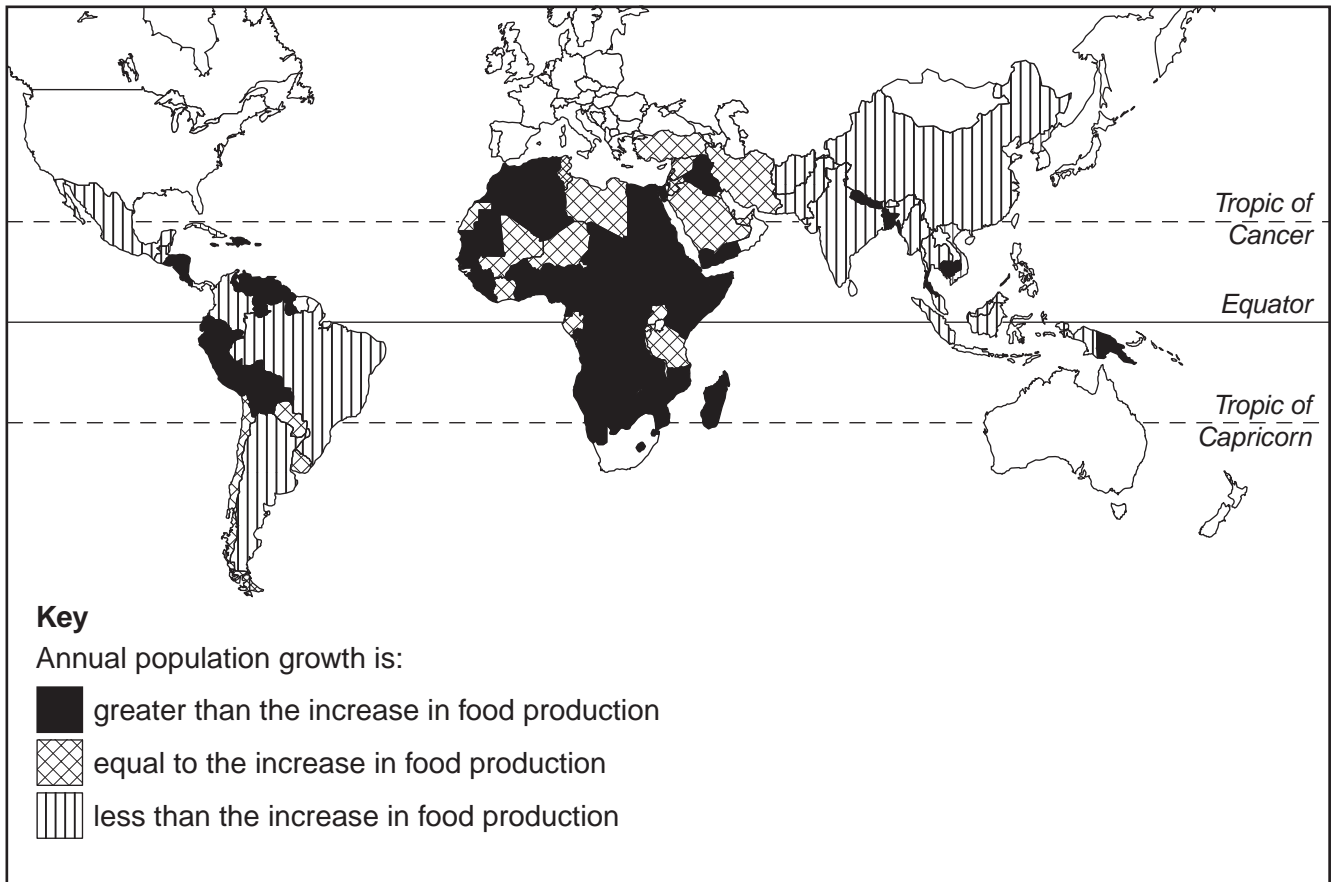 Tropic of
Cancer
Equator
Tropic of
Capricorn
Key
Annual population growth is:
greater than the increase in food production
equal to the increase in food production
less than the increase in food production